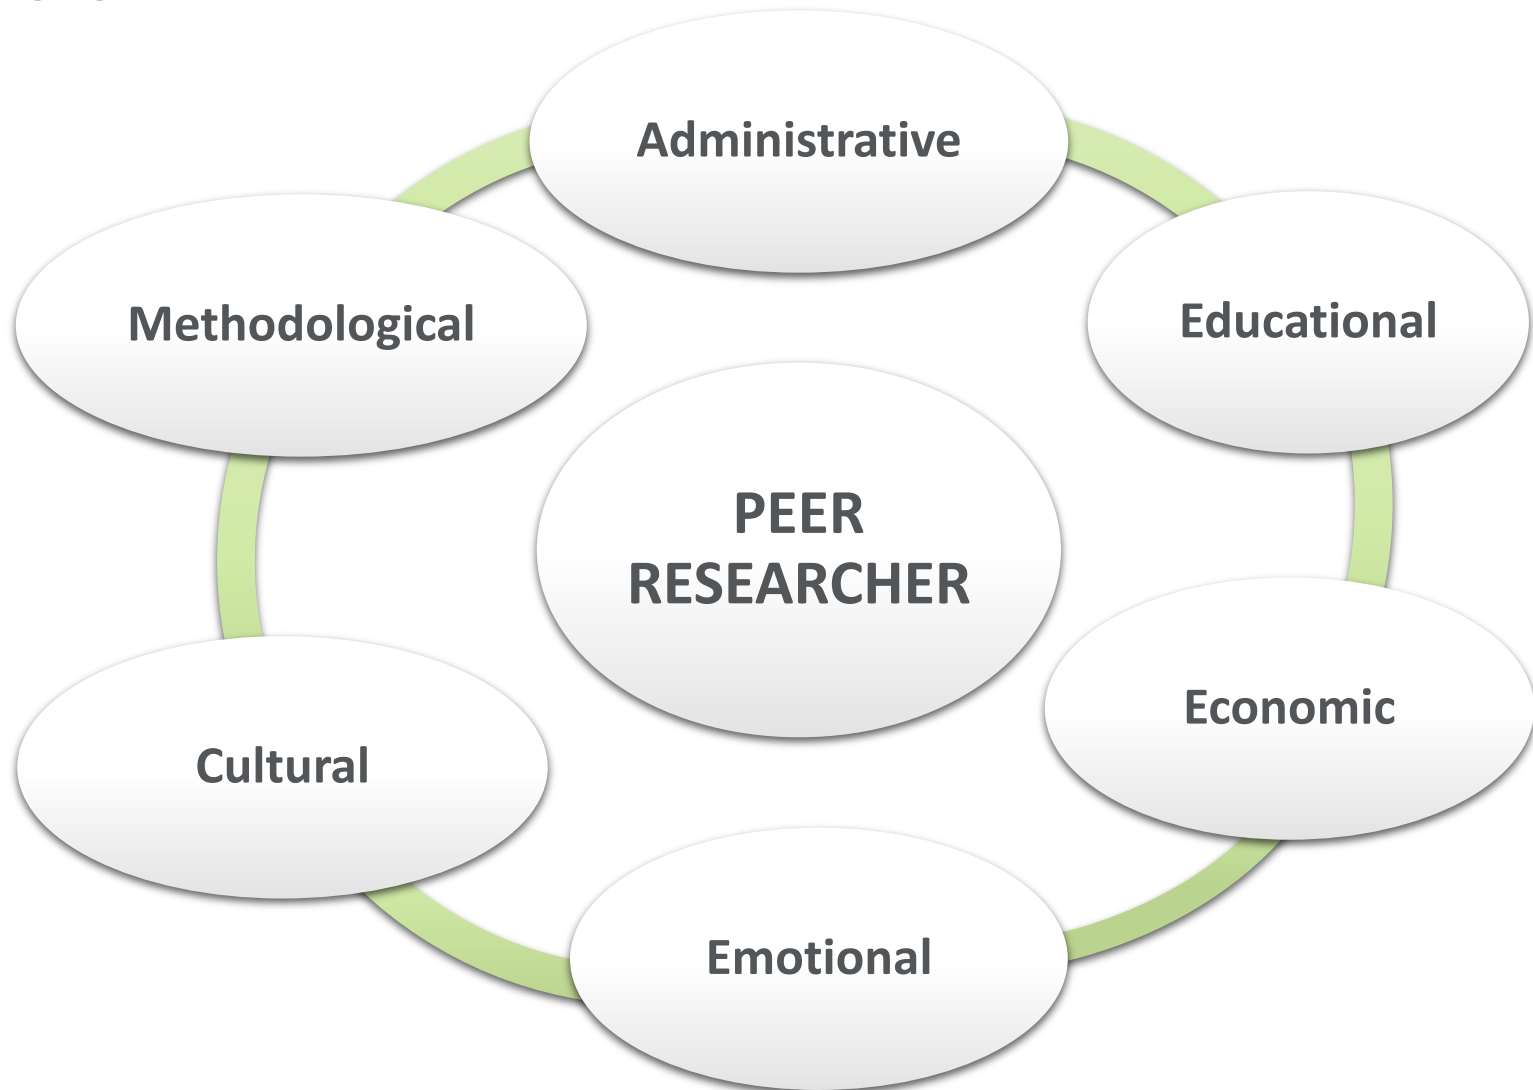 Administrative
Methodological
Educational
PEER
RESEARCHER
Economic
Cultural
Emotional